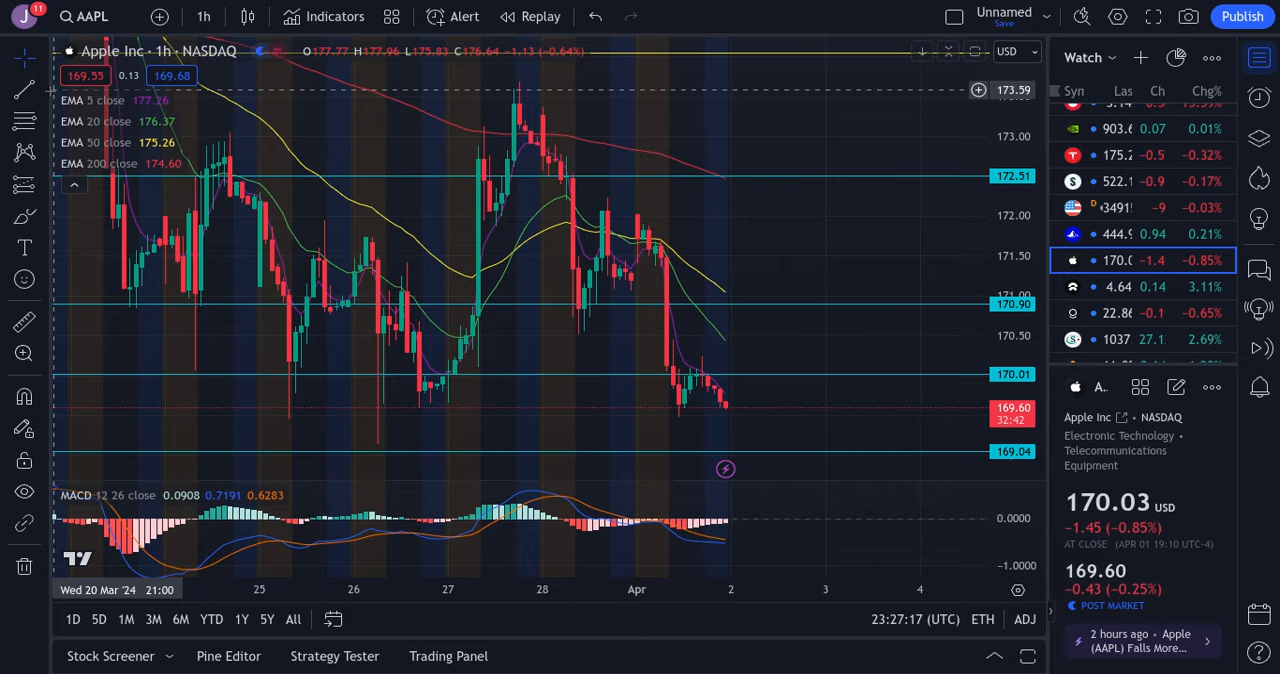 J 11 AAPL 1h Indicators Alert Replay Unnamed Save Publish
Apple Inc · 1h · NASDAQ O177.77 H177.96 L175.83 C176.64 −1.13 (−0.64%) USD
169.55 0.13 169.68
EMA 5 close 177.26
EMA 20 close 176.37
EMA 50 close 175.26
EMA 200 close 174.60
173.59
173.00
172.51
172.00
171.50
170.90
170.50
170.01
169.60
32:42
169.04
MACD 12 26 close 0.0908 0.7191 0.6283
0.0000
−1.0000
Wed 20 Mar '24 21:00 25 26 27 28 Apr 2 3 4
1D 5D 1M 3M 6M YTD 1Y 5Y All 23:27:17 (UTC) ETH ADJ
Stock Screener Pine Editor Strategy Tester Trading Panel
Watch
Syn Las Ch Chg%
903.6 0.07 0.01%
175.2 −0.5 −0.32%
522.1 −0.9 −0.17%
D 3491 −9 −0.03%
444.9 0.94 0.21%
170.0 −1.4 −0.85%
4.64 0.14 3.11%
22.86 −0.1 −0.65%
1037 27.1 2.69%
A..
Apple Inc · NASDAQ
Electronic Technology •
Telecommunications
Equipment
170.03 USD
−1.45 (−0.85%)
AT CLOSE (APR 01 19:10 UTC-4)
169.60
−0.43 (−0.25%)
POST MARKET
2 hours ago • Apple
(AAPL) Falls More...